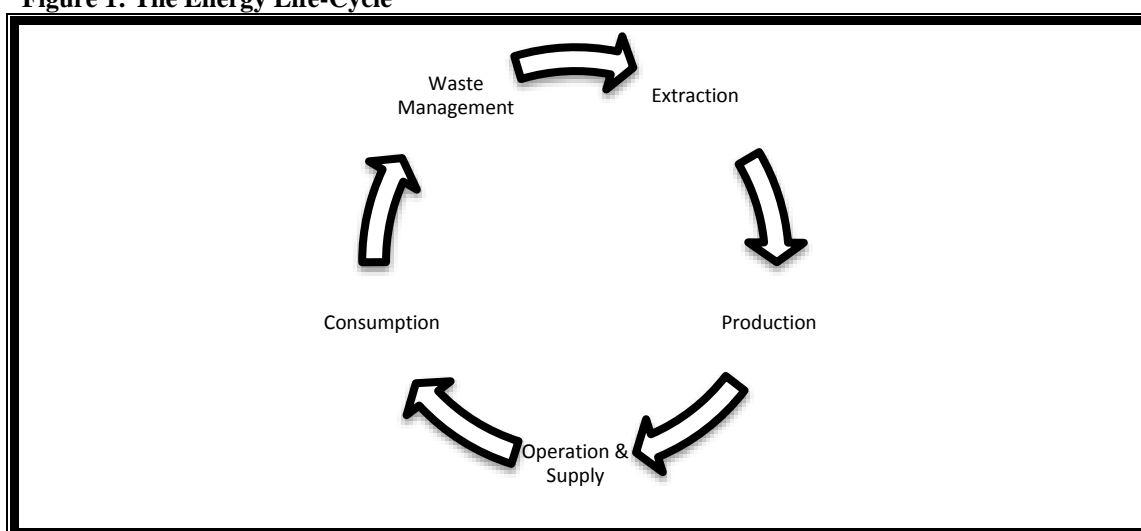 Figure 1: The Energy Life-Cycle
Waste
Management
Extraction
Production
Operation &
Supply
Consumption